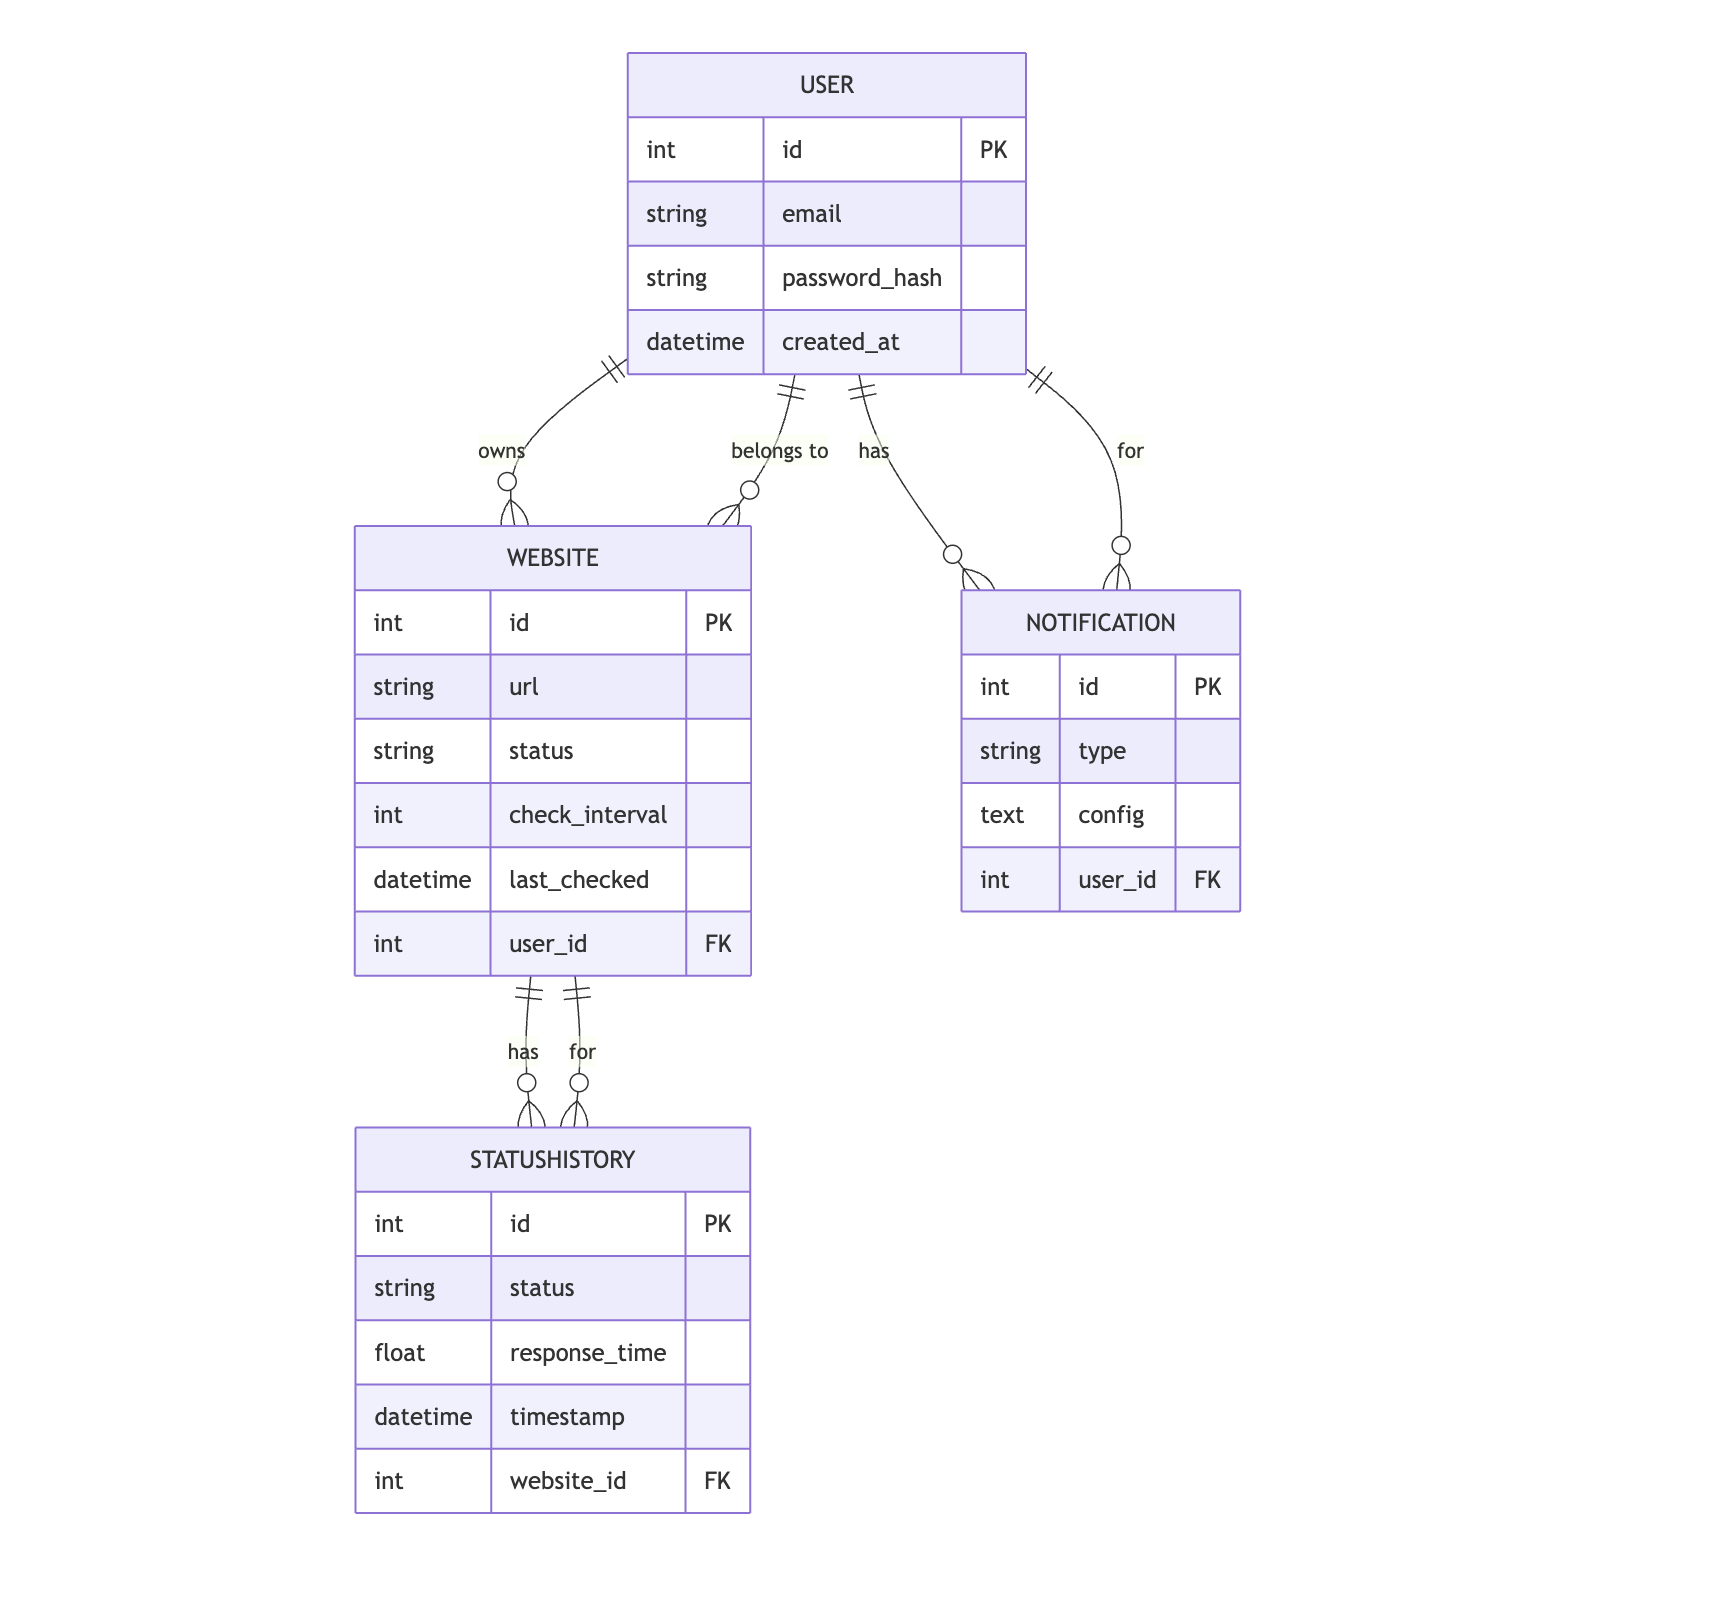 USER
int id PK
string email
string password_hash
datetime created_at
owns belongs to has for
WEBSITE
int id PK
string url
string status
int check_interval
datetime last_checked
int user_id FK
NOTIFICATION
int id PK
string type
text config
int user_id FK
has for
STATUSHISTORY
int id PK
string status
float response_time
datetime timestamp
int website_id FK